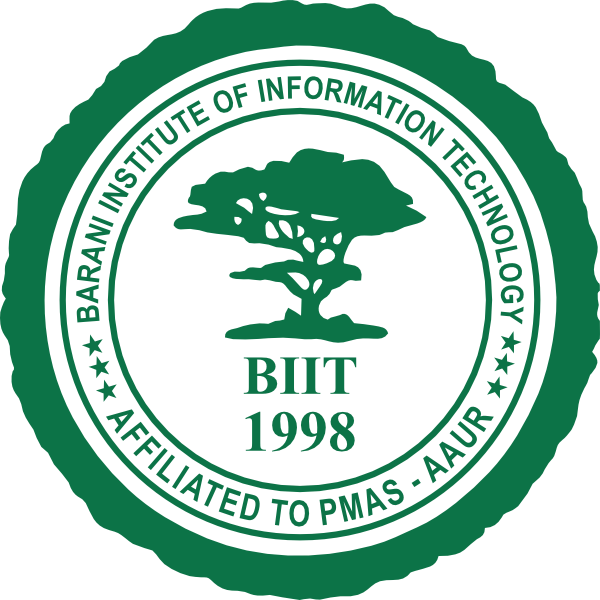 BARANI INSTITUTE OF INFORMATION TECHNOLOGY
BIIT
1998
AFFILIATED TO PMAS - AAUR